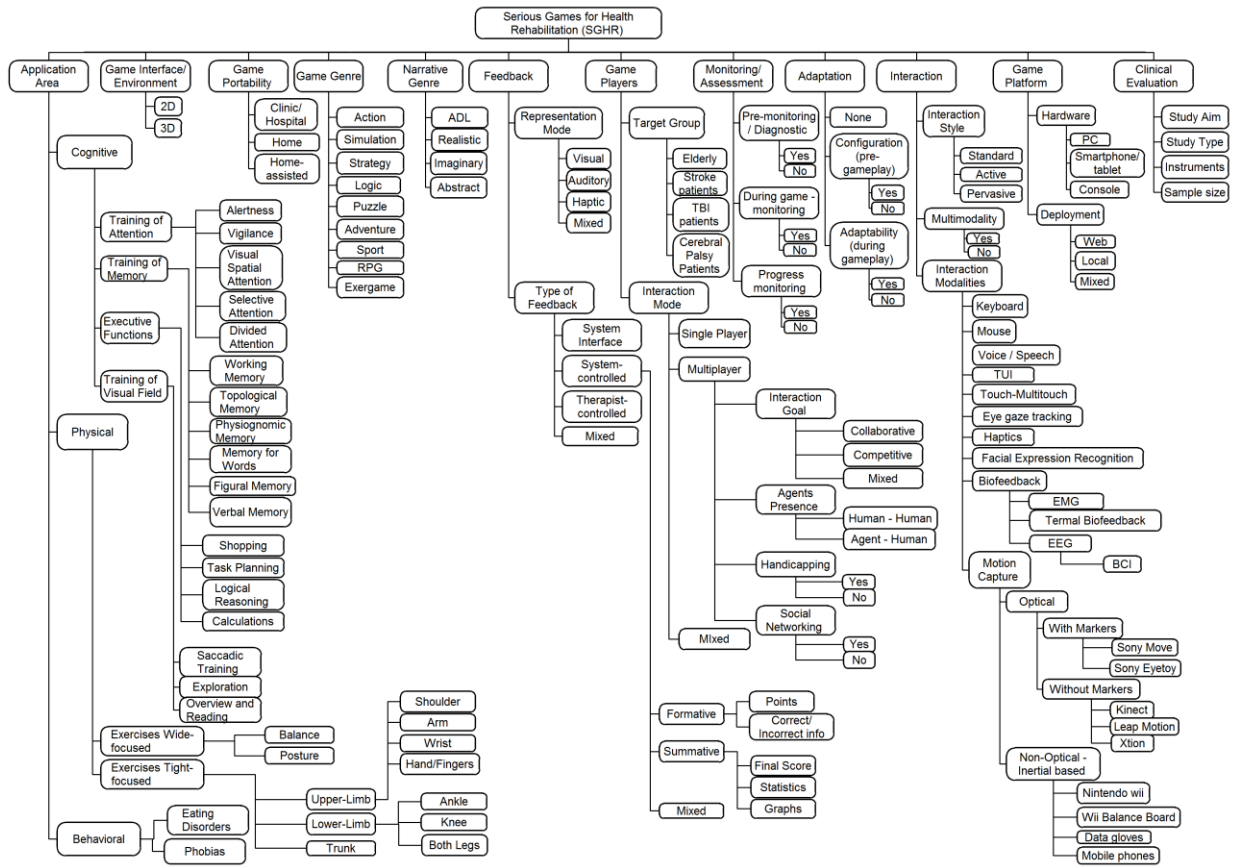 Serious Games for Health
Rehabilitation (SGHR)
Application
Area
Cognitive
Training of
Attention
Alertness
Vigilance
Visual
Spatial
Attention
Selective
Attention
Divided
Attention
Training of
Memory
Working
Memory
Topological
Memory
Physiognomic
Memory
Memory for
Words
Figural Memory
Verbal Memory
Executive
Functions
Shopping
Task Planning
Logical
Reasoning
Calculations
Training of
Visual Field
Saccadic
Training
Exploration
Overview and
Reading
Physical
Exercises Wide-
focused
Balance
Posture
Exercises Tight-
focused
Upper-Limb
Shoulder
Arm
Wrist
Hand/Fingers
Lower-Limb
Ankle
Knee
Both Legs
Trunk
Behavioral
Eating
Disorders
Phobias
Game Interface/
Environment
2D
3D
Game
Portability
Clinic/
Hospital
Home
Home-
assisted
Game Genre
Action
Simulation
Strategy
Logic
Puzzle
Adventure
Sport
RPG
Exergame
Narrative
Genre
ADL
Realistic
Imaginary
Abstract
Feedback
Representation
Mode
Visual
Auditory
Haptic
Mixed
Type of
Feedback
System
Interface
System-
controlled
Formative
Points
Correct/
Incorrect info
Summative
Final Score
Statistics
Graphs
Mixed
Therapist-
controlled
Mixed
Game
Players
Target Group
Elderly
Stroke
patients
TBI
patients
Cerebral
Palsy
Patients
Interaction
Mode
Single Player
Multiplayer
Interaction
Goal
Collaborative
Competitive
Mixed
Agents
Presence
Human - Human
Agent - Human
Handicapping
Yes
No
Social
Networking
Yes
No
MIxed
Monitoring/
Assessment
Pre-monitoring
/ Diagnostic
Yes
No
During game -
monitoring
Yes
No
Progress
monitoring
Yes
No
Adaptation
None
Configuration
(pre-
gameplay)
Yes
No
Adaptability
(during
gameplay)
Yes
No
Interaction
Interaction
Style
Standard
Active
Pervasive
Multimodality
Yes
No
Interaction
Modalities
Keyboard
Mouse
Voice / Speech
TUI
Touch-Multitouch
Eye gaze tracking
Haptics
Facial Expression Recognition
Biofeedback
EMG
Termal Biofeedback
EEG
BCI
Motion
Capture
Optical
With Markers
Sony Move
Sony Eyetoy
Without Markers
Kinect
Leap Motion
Xtion
Non-Optical -
Inertial based
Nintendo wii
Wii Balance Board
Data gloves
Mobile phones
Game
Platform
Hardware
PC
Smartphone/
tablet
Console
Deployment
Web
Local
Mixed
Clinical
Evaluation
Study Aim
Study Type
Instruments
Sample size